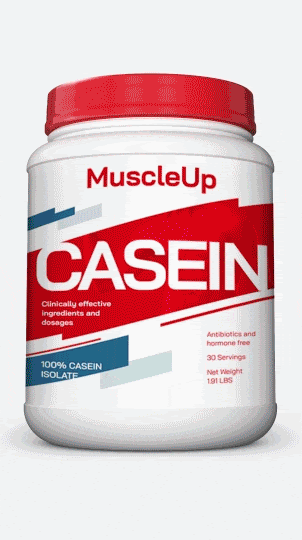 MuscleUp
CASEIN
Clinically effective
ingredients and
dosages
Antibiotics and
hormone free
30 Servings
100% CASEIN
ISOLATE
Net Weight
1.91 LBS